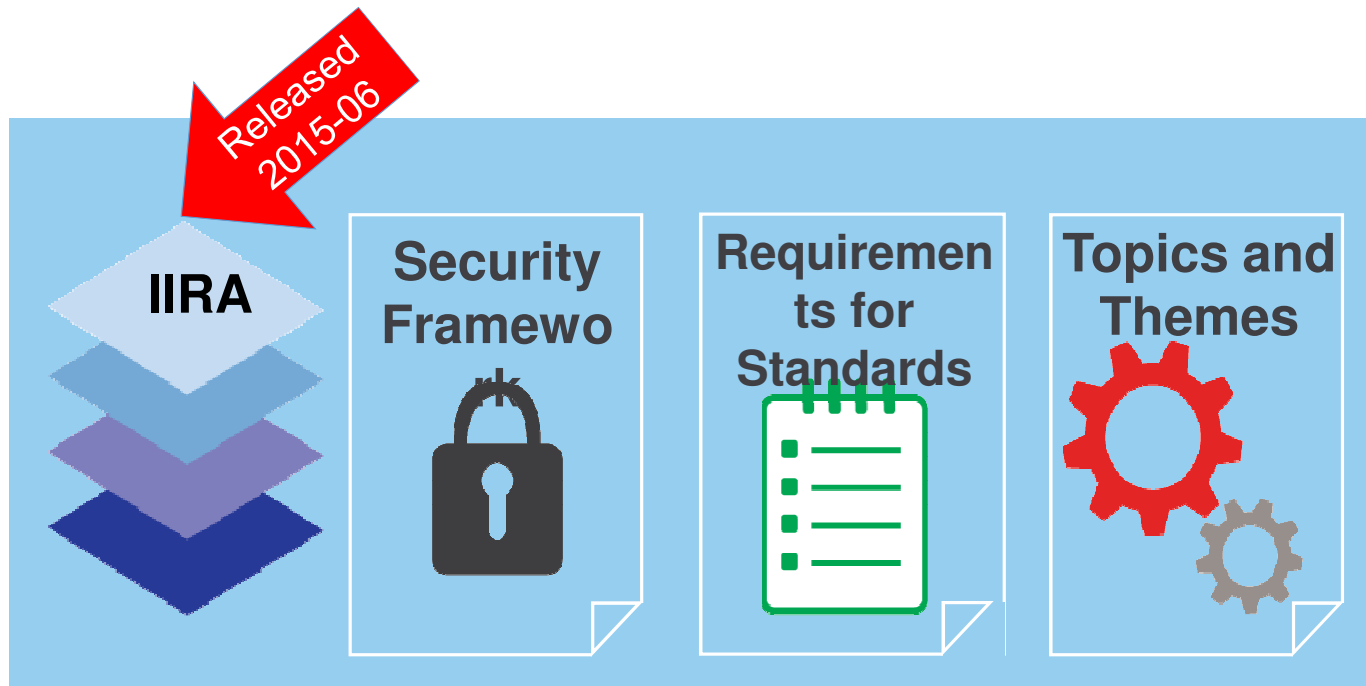 Released
2015-06
IIRA
Security
Framewo
rk
Requiremen
ts for
Standards
Topics and
Themes